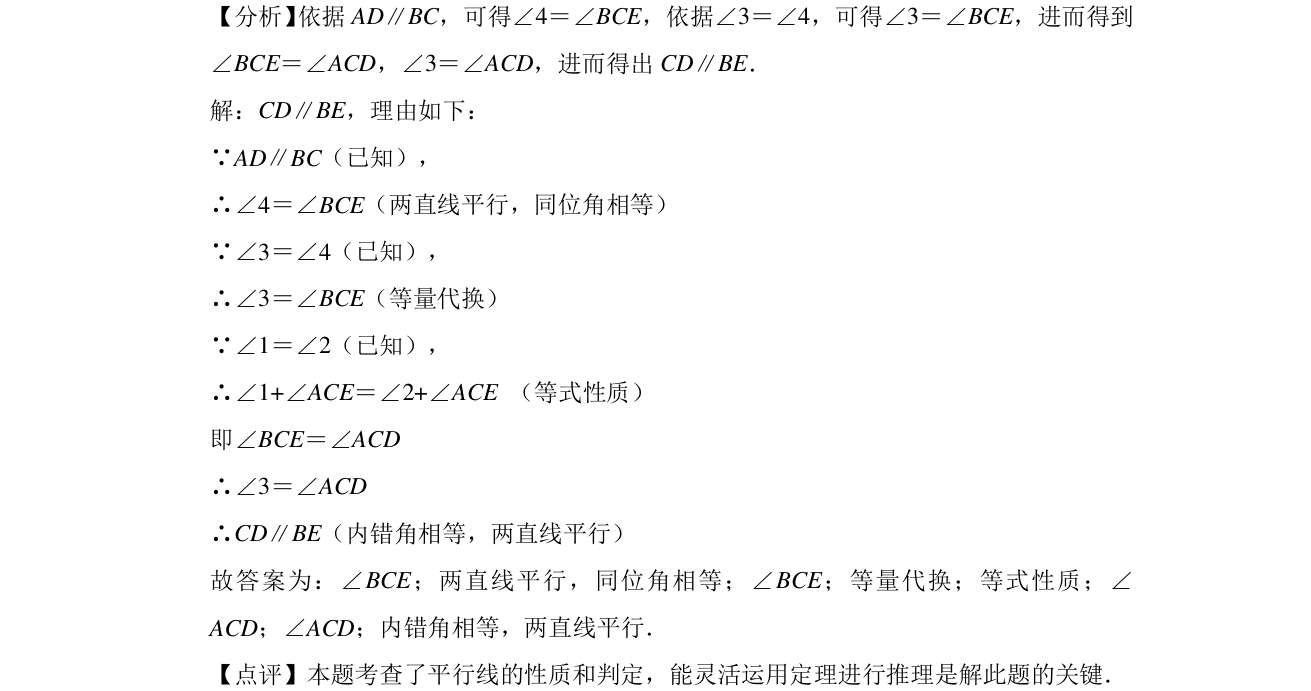 【分析】依据 AD∥BC，可得∠4＝∠BCE，依据∠3＝∠4，可得∠3＝∠BCE，进而得到
∠BCE＝∠ACD，∠3＝∠ACD，进而得出 CD∥BE．
解：CD∥BE，理由如下：
∵AD∥BC（已知），
∴∠4＝∠BCE（两直线平行，同位角相等）
∵∠3＝∠4（已知），
∴∠3＝∠BCE（等量代换）
∵∠1＝∠2（已知），
∴∠1+∠ACE＝∠2+∠ACE （等式性质）
即∠BCE＝∠ACD
∴∠3＝∠ACD
∴CD∥BE（内错角相等，两直线平行）
故答案为：∠BCE；两直线平行，同位角相等；∠BCE；等量代换；等式性质；∠
ACD；∠ACD；内错角相等，两直线平行．
【点评】本题考查了平行线的性质和判定，能灵活运用定理进行推理是解此题的关键．